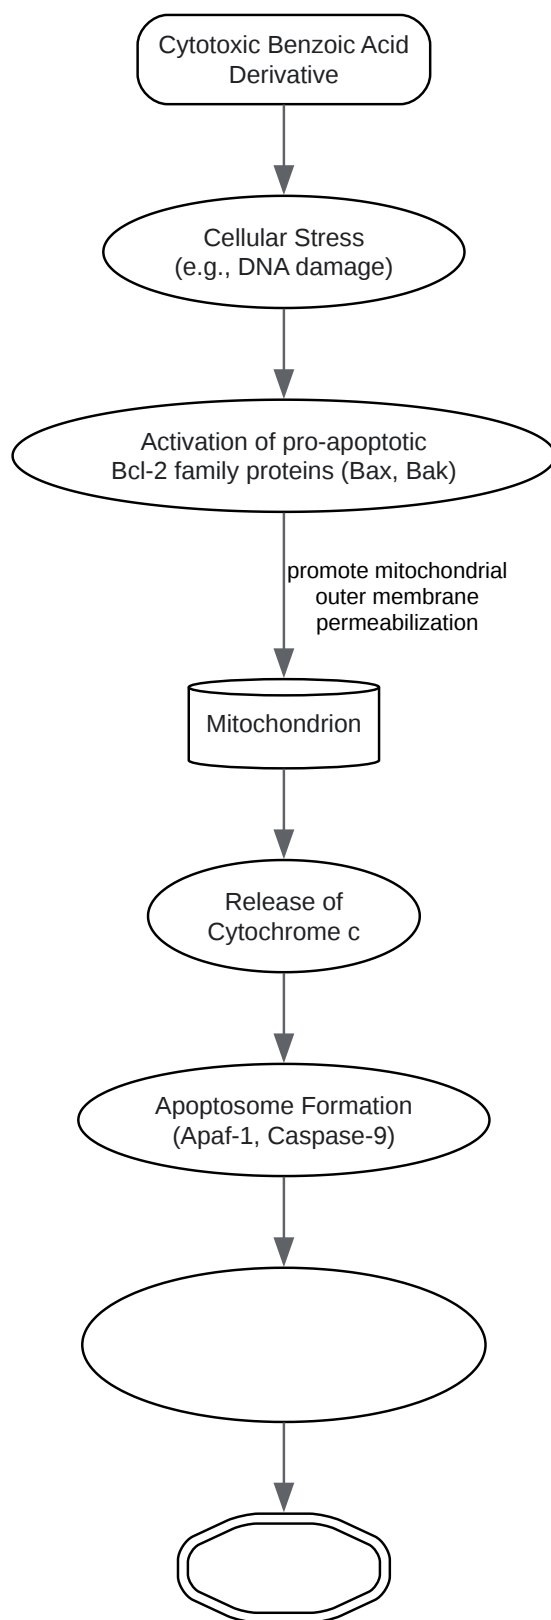 Cytotoxic Benzoic Acid
Derivative
Cellular Stress
(e.g., DNA damage)
Activation of pro-apoptotic
Bcl-2 family proteins (Bax, Bak)
promote mitochondrial
outer membrane
permeabilization
Mitochondrion
Release of
Cytochrome c
Apoptosome Formation
(Apaf-1, Caspase-9)